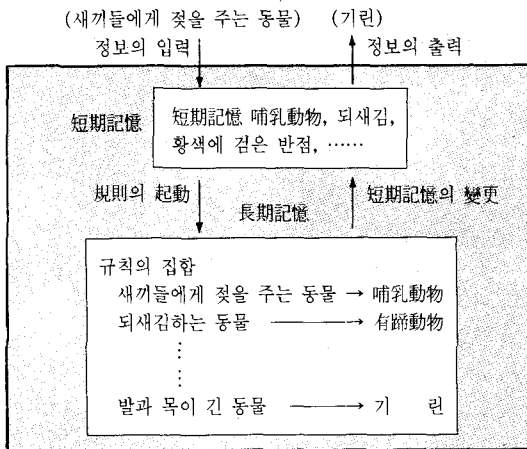 (새끼들에게 젖을 주는 동물) (기린)
정보의 입력 정보의 출력
短期記憶
短期記憶 哺乳動物, 되새김,
황색에 검은 반점, ……
規則의 起動 短期記憶의 變更
長期記憶
규칙의 집합
새끼들에게 젖을 주는 동물 → 哺乳動物
되새김하는 동물 → 有蹄動物
⋮
⋮
발과 목이 긴 동물 → 기 린